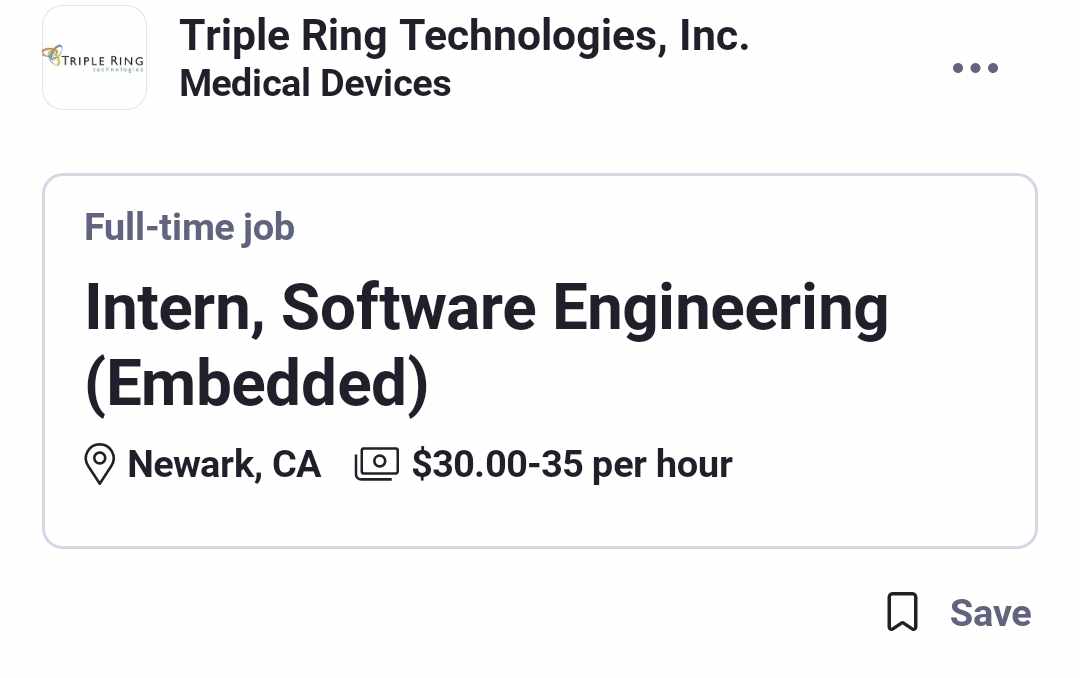 TRIPLE RING
technologies
Triple Ring Technologies, Inc.
Medical Devices
Full-time job
Intern, Software Engineering
(Embedded)
Newark, CA $30.00-35 per hour
Save